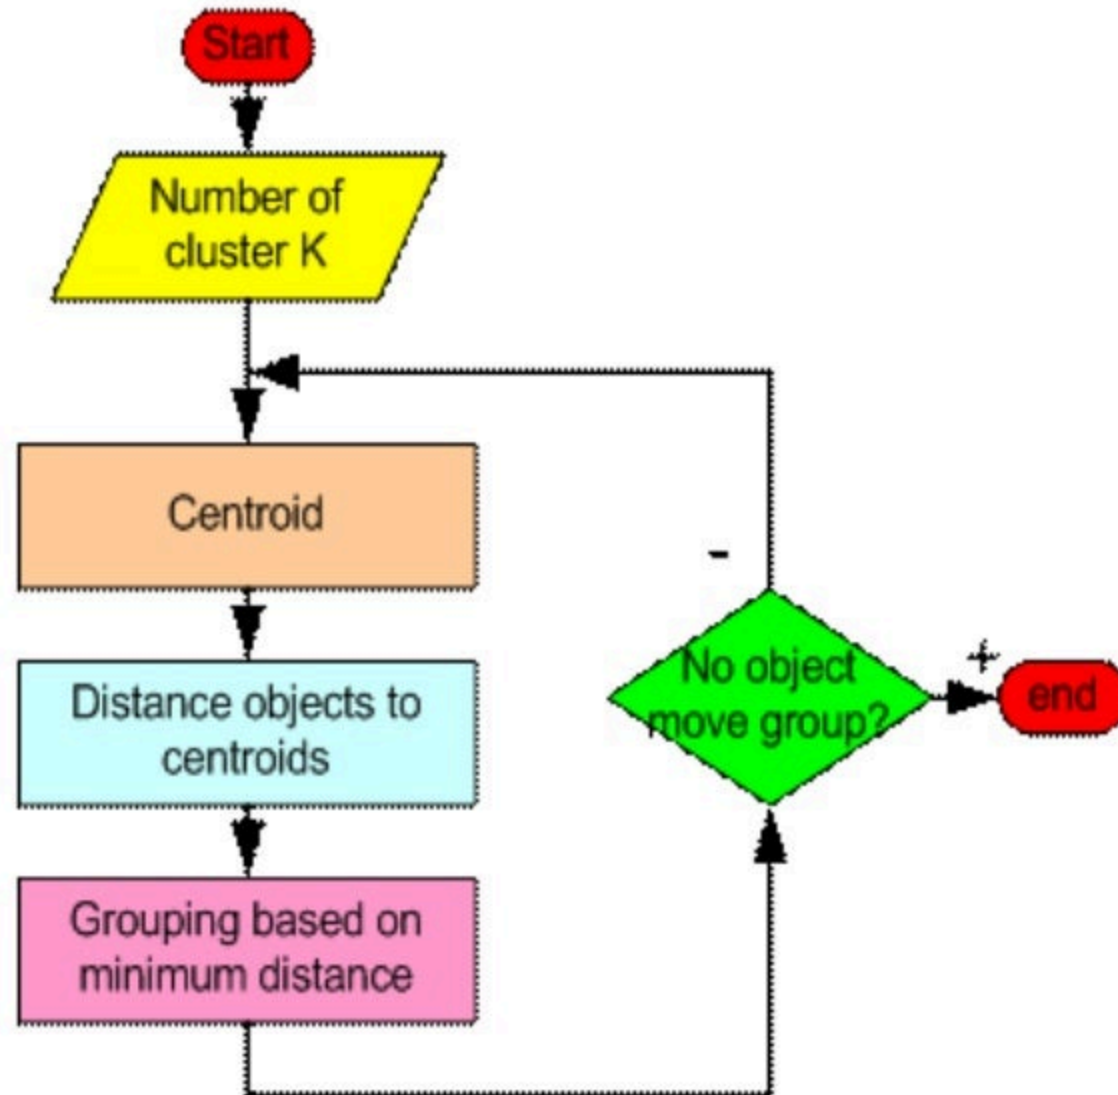 Start
Number of
cluster K
Centroid
Distance objects to
centroids
Grouping based on
minimum distance
-
No object
move group?
+
end